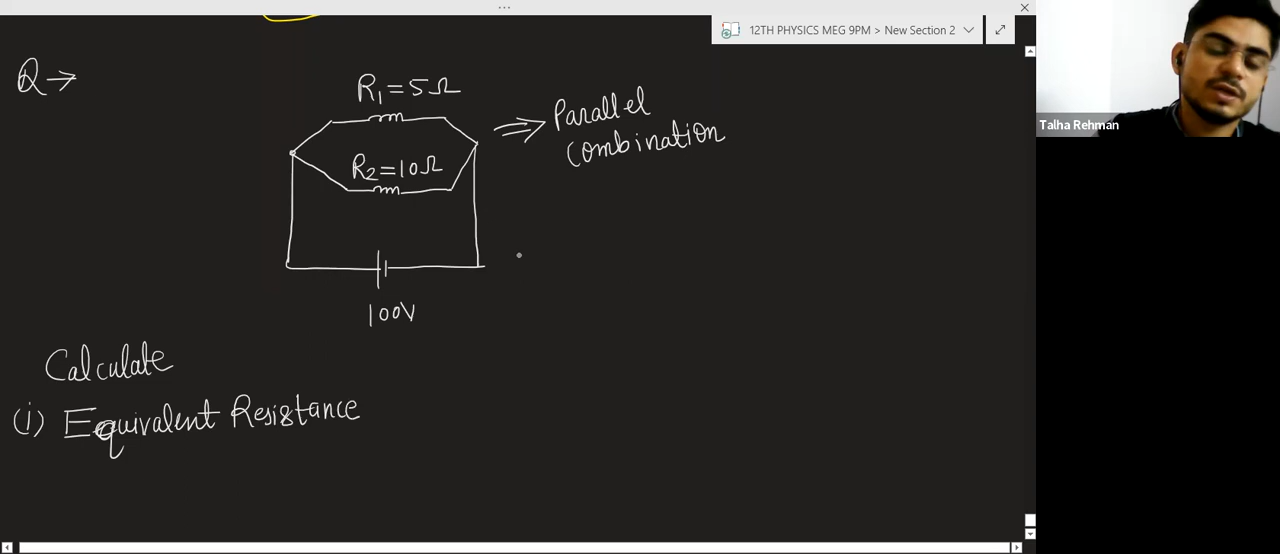 12TH PHYSICS MEG 9PM > New Section 2
Talha Rehman
Q →
R₁ = 5Ω
R₂ = 10Ω
100V
⇒ Parallel
Combination
Calculate
(i) Equivalent Resistance